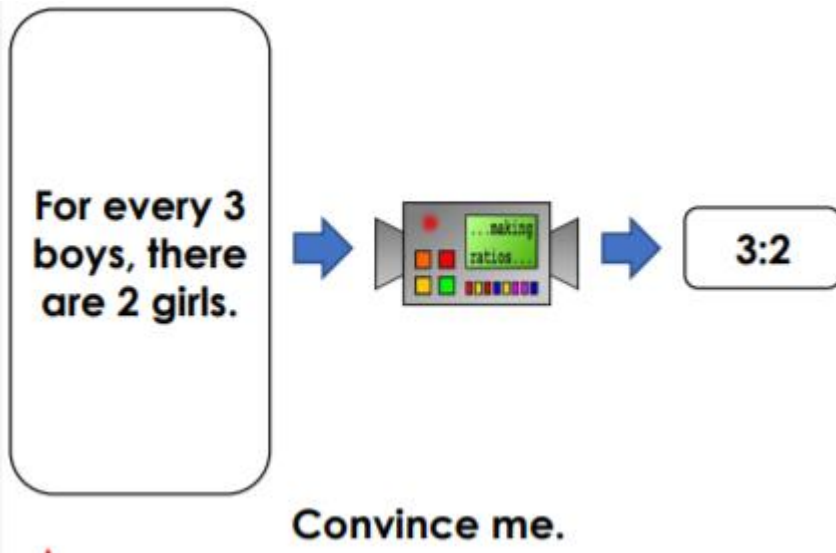 For every 3
boys, there
are 2 girls.
...making
ratios...
3:2
Convince me.